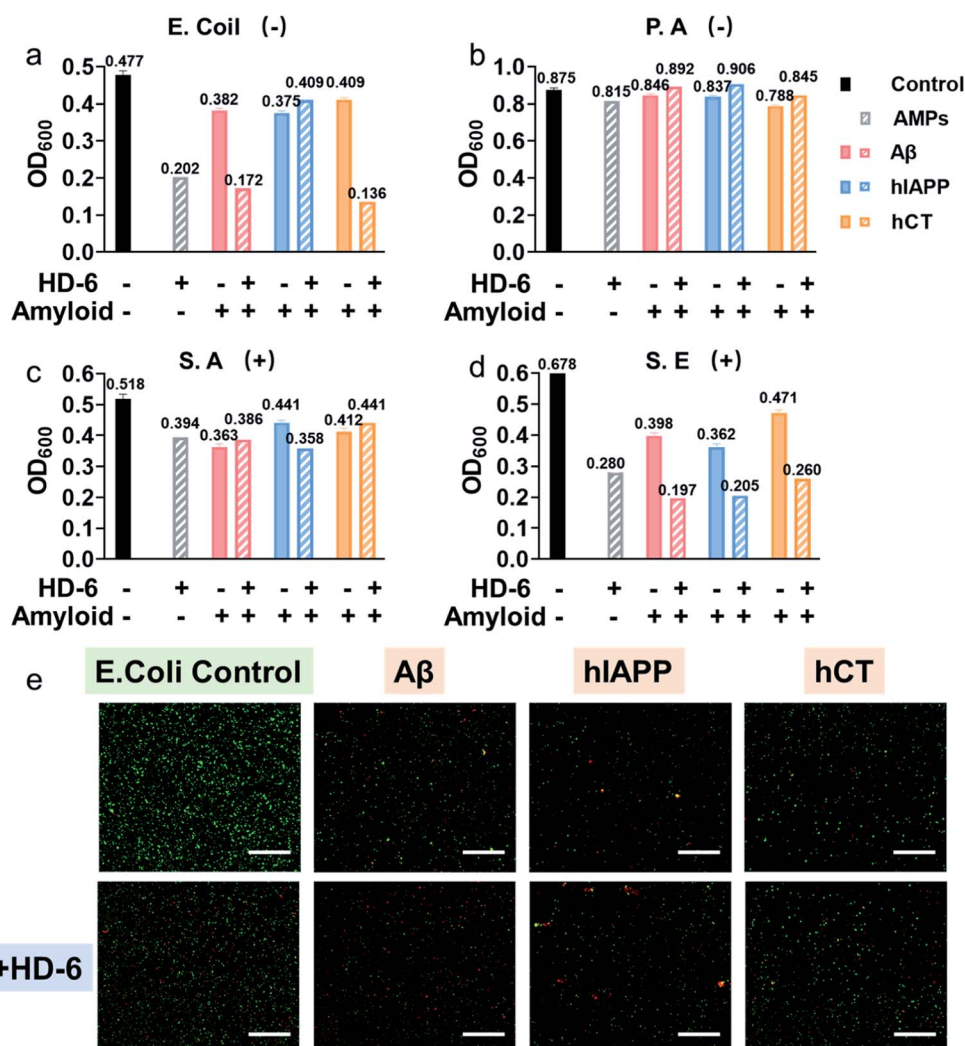 E. Coil (-)
a
0.477
0.202
0.382
0.172
0.375
0.409
0.409
0.136
0.5
0.4
0.3
0.2
0.1
0.0
OD600
HD-6 - + - + - + - +
Amyloid - - + + + + + +
P. A (-)
b
0.875
0.815
0.846
0.892
0.837
0.906
0.788
0.845
1.0
0.8
0.6
0.4
0.2
0.0
OD600
HD-6 - + - + - + - +
Amyloid - - + + + + + +
Control
AMPs
Aβ
hIAPP
hCT
S. A (+)
c
0.518
0.394
0.363
0.386
0.441
0.358
0.412
0.441
0.6
0.5
0.4
0.3
0.2
0.1
0.0
OD600
HD-6 - + - + - + - +
Amyloid - - + + + + + +
S. E (+)
d
0.678
0.280
0.398
0.197
0.362
0.205
0.471
0.260
0.6
0.5
0.4
0.3
0.2
0.1
0.0
OD600
HD-6 - + - + - + - +
Amyloid - - + + + + + +
e
E.Coli Control
Aβ
hIAPP
hCT
+HD-6